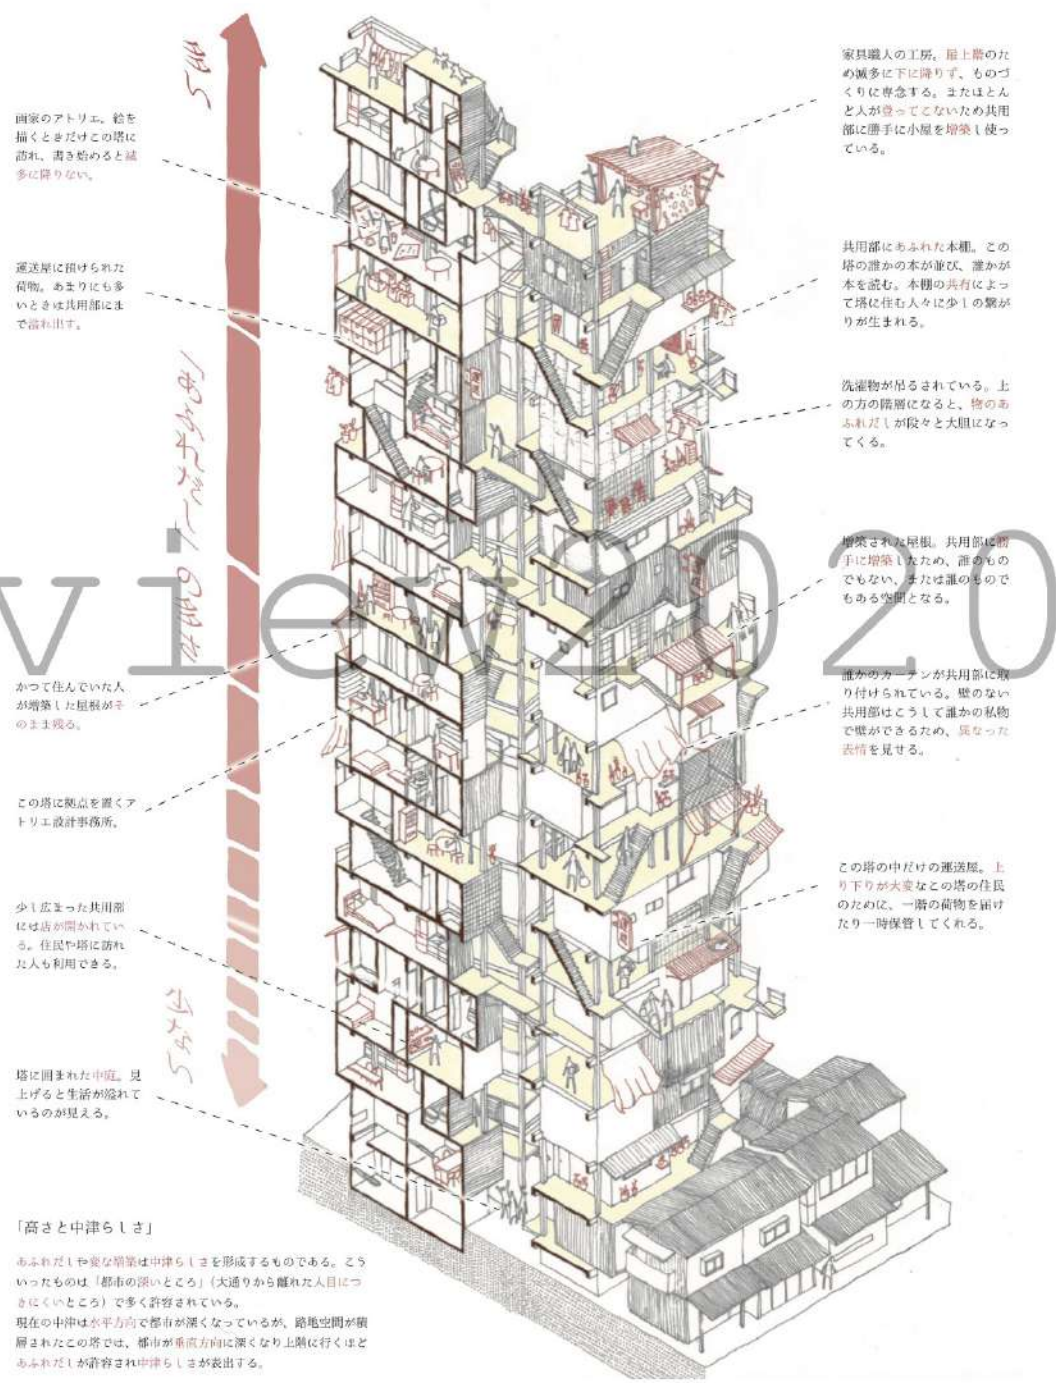 多い
家具職人の工房。最上階のた
め滅多に下に降りず、ものづ
くりに専念する。またほとん
ど人が登ってこないため共用
部に勝手に小屋を増築し使っ
ている。
画家のアトリエ。絵を
描くときだけこの塔に
訪れ、書き始めると滅
多に降りない。
共用部にあふれた本棚。この
塔の誰かの本が並び、誰かが
本を読む。本棚の共有によっ
て塔に住む人々に少しの繋が
りが生まれる。
運送屋に預けられた
荷物。あまりにも多
いときは共用部にま
で溢れ出す。
「あふれだし」の多さ
洗濯物が吊るされている。上
の方の階層になると、物のあ
ふれだしが段々と大胆になっ
てくる。
増築された屋根。共用部に勝
手に増築したため、誰のもの
でもない、または誰のもので
もある空間となる。
view2020
かつて住んでいた人
が増築した屋根がそ
のまま残る。
誰かのカーテンが共用部に取
り付けられている。壁のない
共用部はこうして誰かの私物
で壁ができるため、異なった
表情を見せる。
この塔に拠点を置くア
トリエ設計事務所。
この塔の中だけの運送屋。上
り下りが大変なこの塔の住民
のために、一階の荷物を届け
たり一時保管してくれる。
少し広まった共用部
には店が開かれてい
る。住民や塔に訪れ
た人も利用できる。
少ない
塔に囲まれた中庭。見
上げると生活が溢れて
いるのが見える。
「高さと中津らしさ」
あふれだしや変な増築は中津らしさを形成するものである。こう
いったものは「都市の深いところ」(大通りから離れた人目につ
きにくいところ)で多く許容されている。
現在の中津は水平方向で都市が深くなっているが、路地空間が積
層されたこの塔では、都市が垂直方向に深くなり上階に行くほど
あふれだしが許容され中津らしさが表出する。